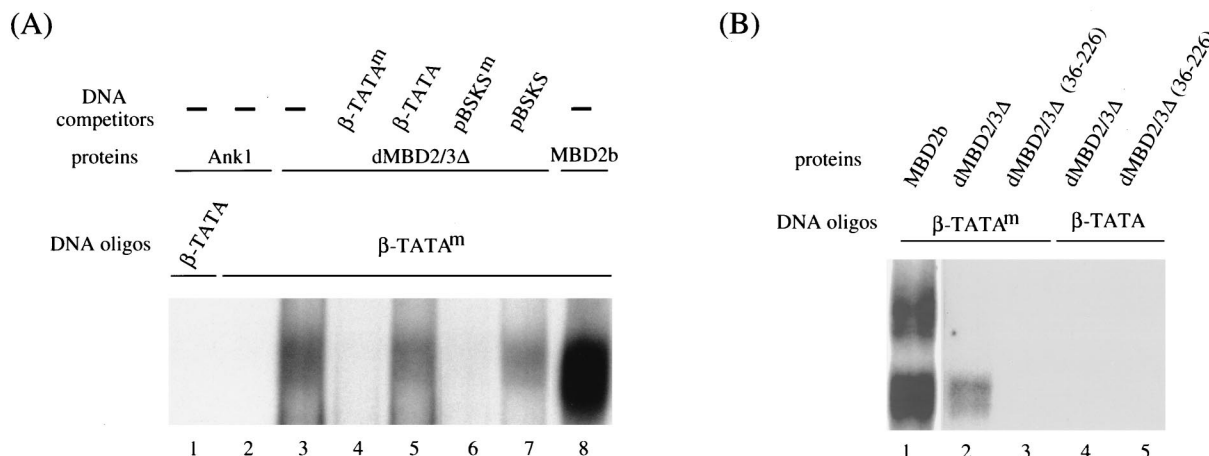 (A)
DNA competitors
– – – β-TATAᵐ β-TATA pBSKSᵐ pBSKS –
proteins Ank1 dMBD2/3Δ MBD2b
DNA oligos β-TATA β-TATAᵐ
1 2 3 4 5 6 7 8
(B)
proteins MBD2b dMBD2/3Δ dMBD2/3Δ (36-226) dMBD2/3Δ dMBD2/3Δ (36-226)
DNA oligos β-TATAᵐ β-TATA
1 2 3 4 5